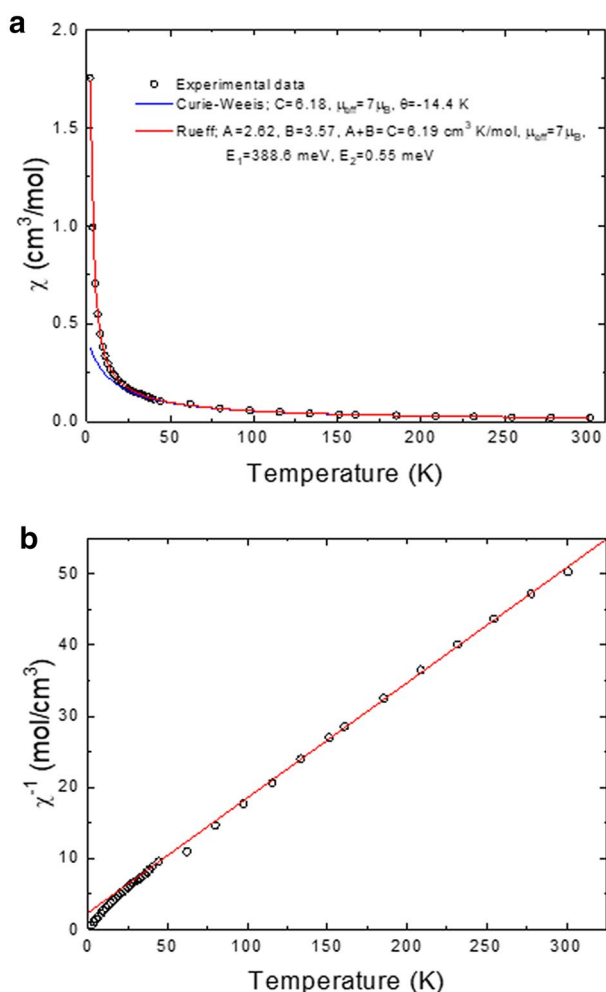 a
2.0
1.5
1.0
0.5
0.0
χ (cm³/mol)
Experimental data
Curie-Weeis; C=6.18, μeff=7μB, θ=-14.4 K
Rueff; A=2.62, B=3.57, A+B=C=6.19 cm³ K/mol, μeff=7μB,
E₁=388.6 meV, E₂=0.55 meV
0 50 100 150 200 250 300
Temperature (K)
b
50
40
30
20
10
0
χ⁻¹ (mol/cm³)
0 50 100 150 200 250 300
Temperature (K)